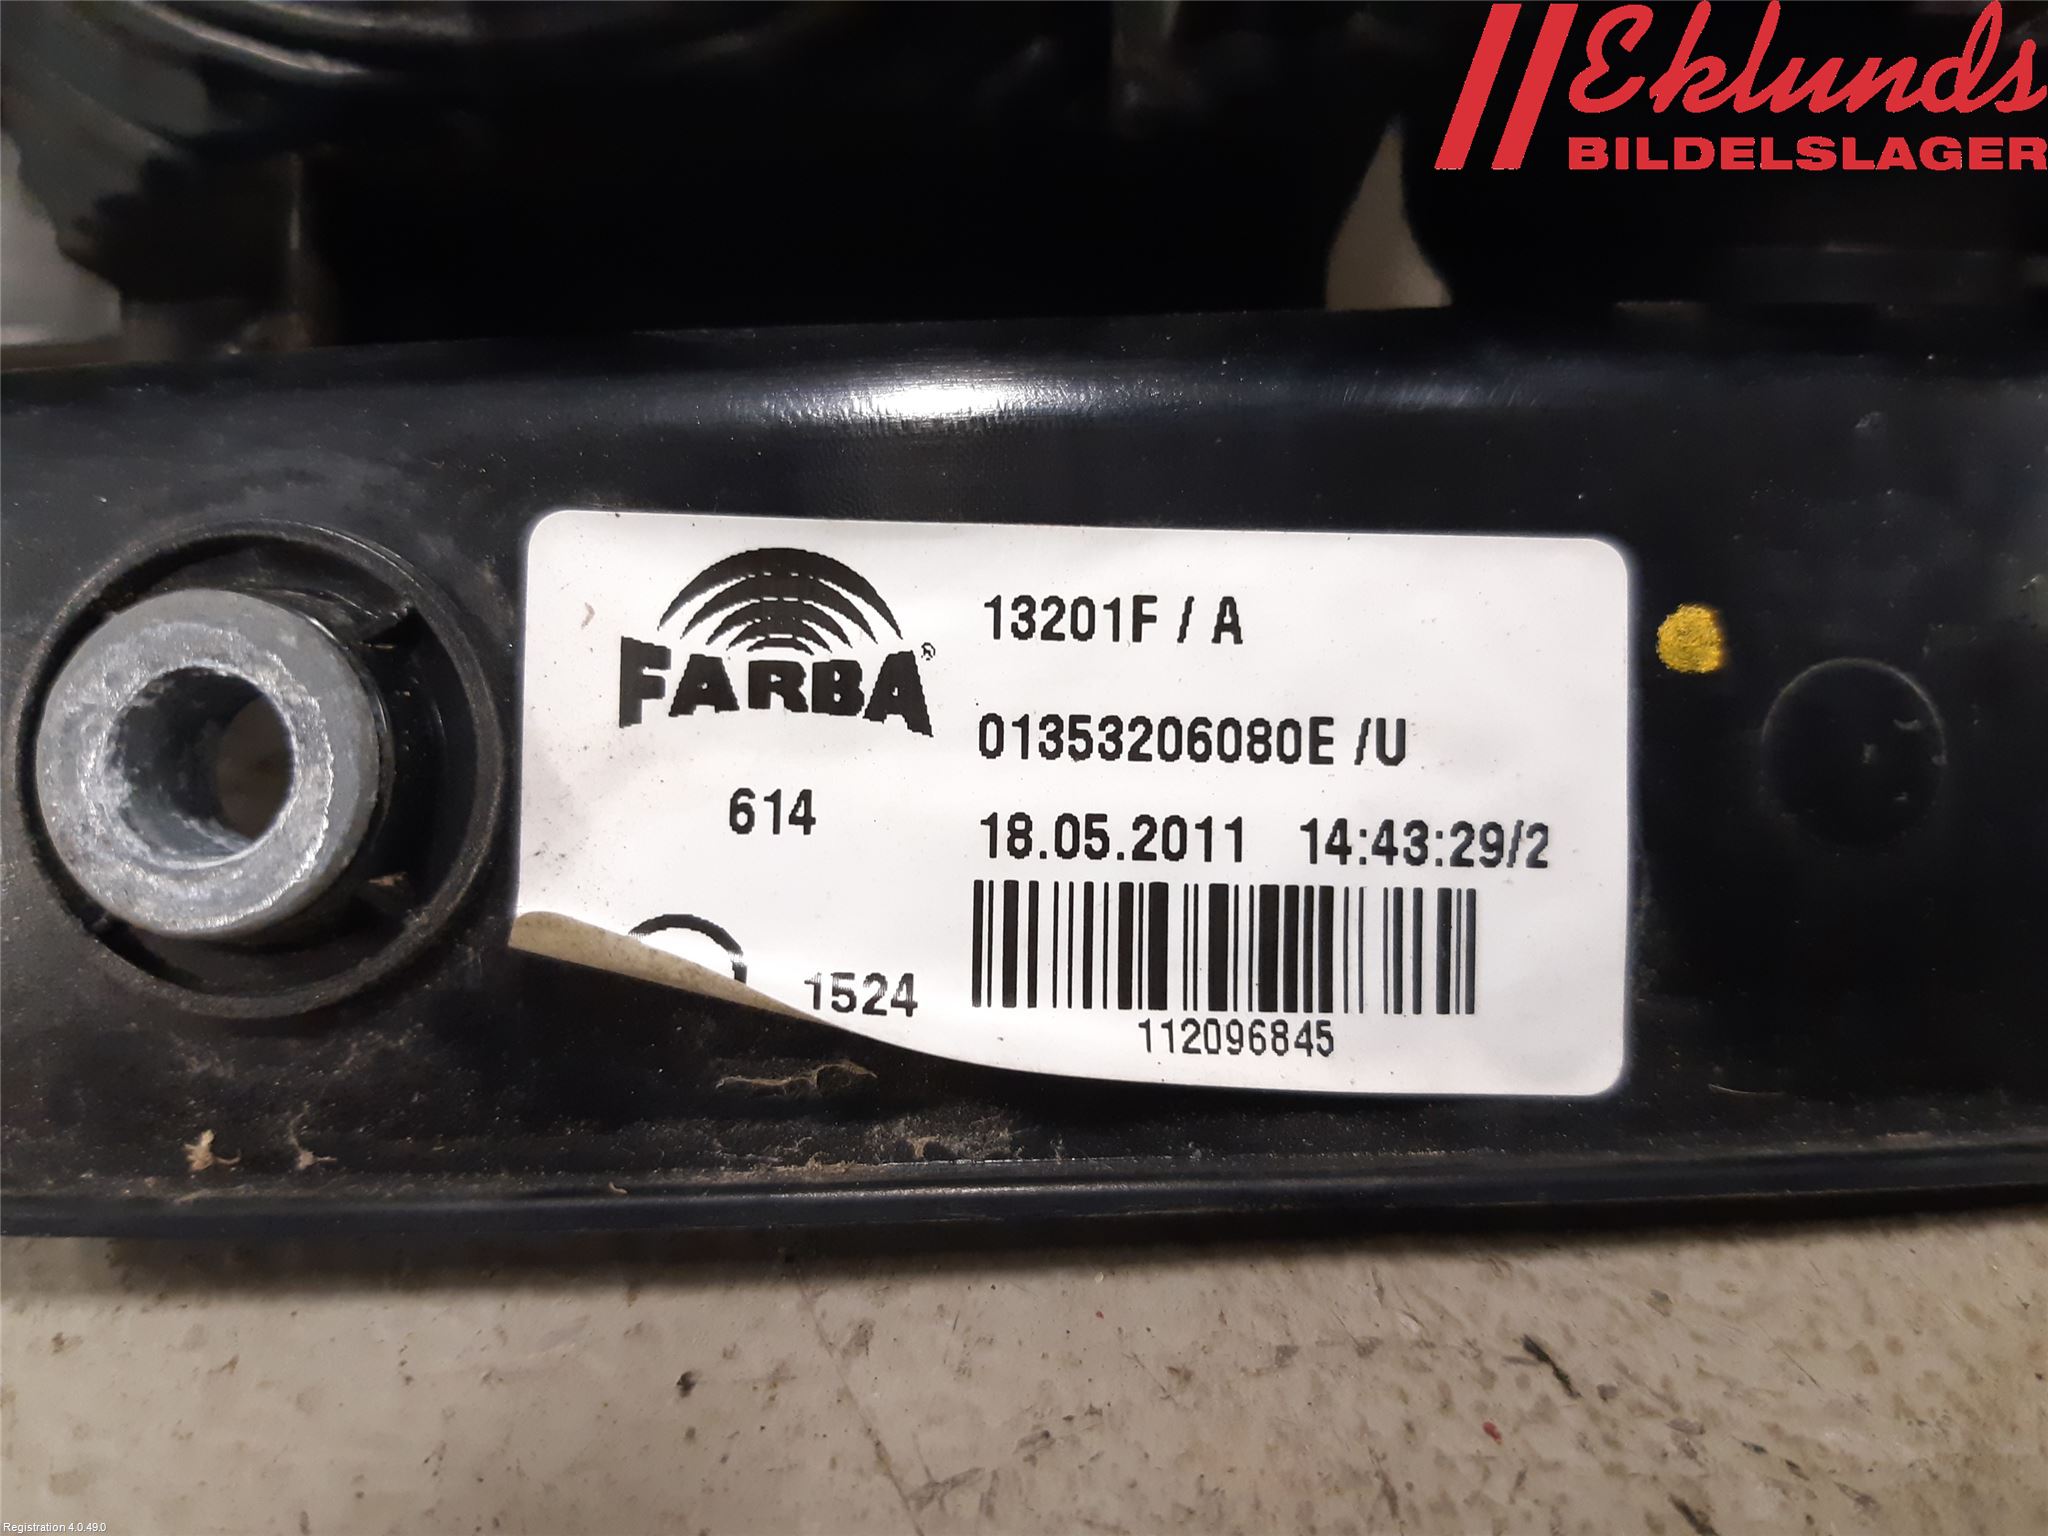 Eklunds
BILDELSLAGER
FARBA®
13201F / A
01353206080E /U
614
18.05.2011 14:43:29/2
1524
112096845
Registration 4.0.49.0